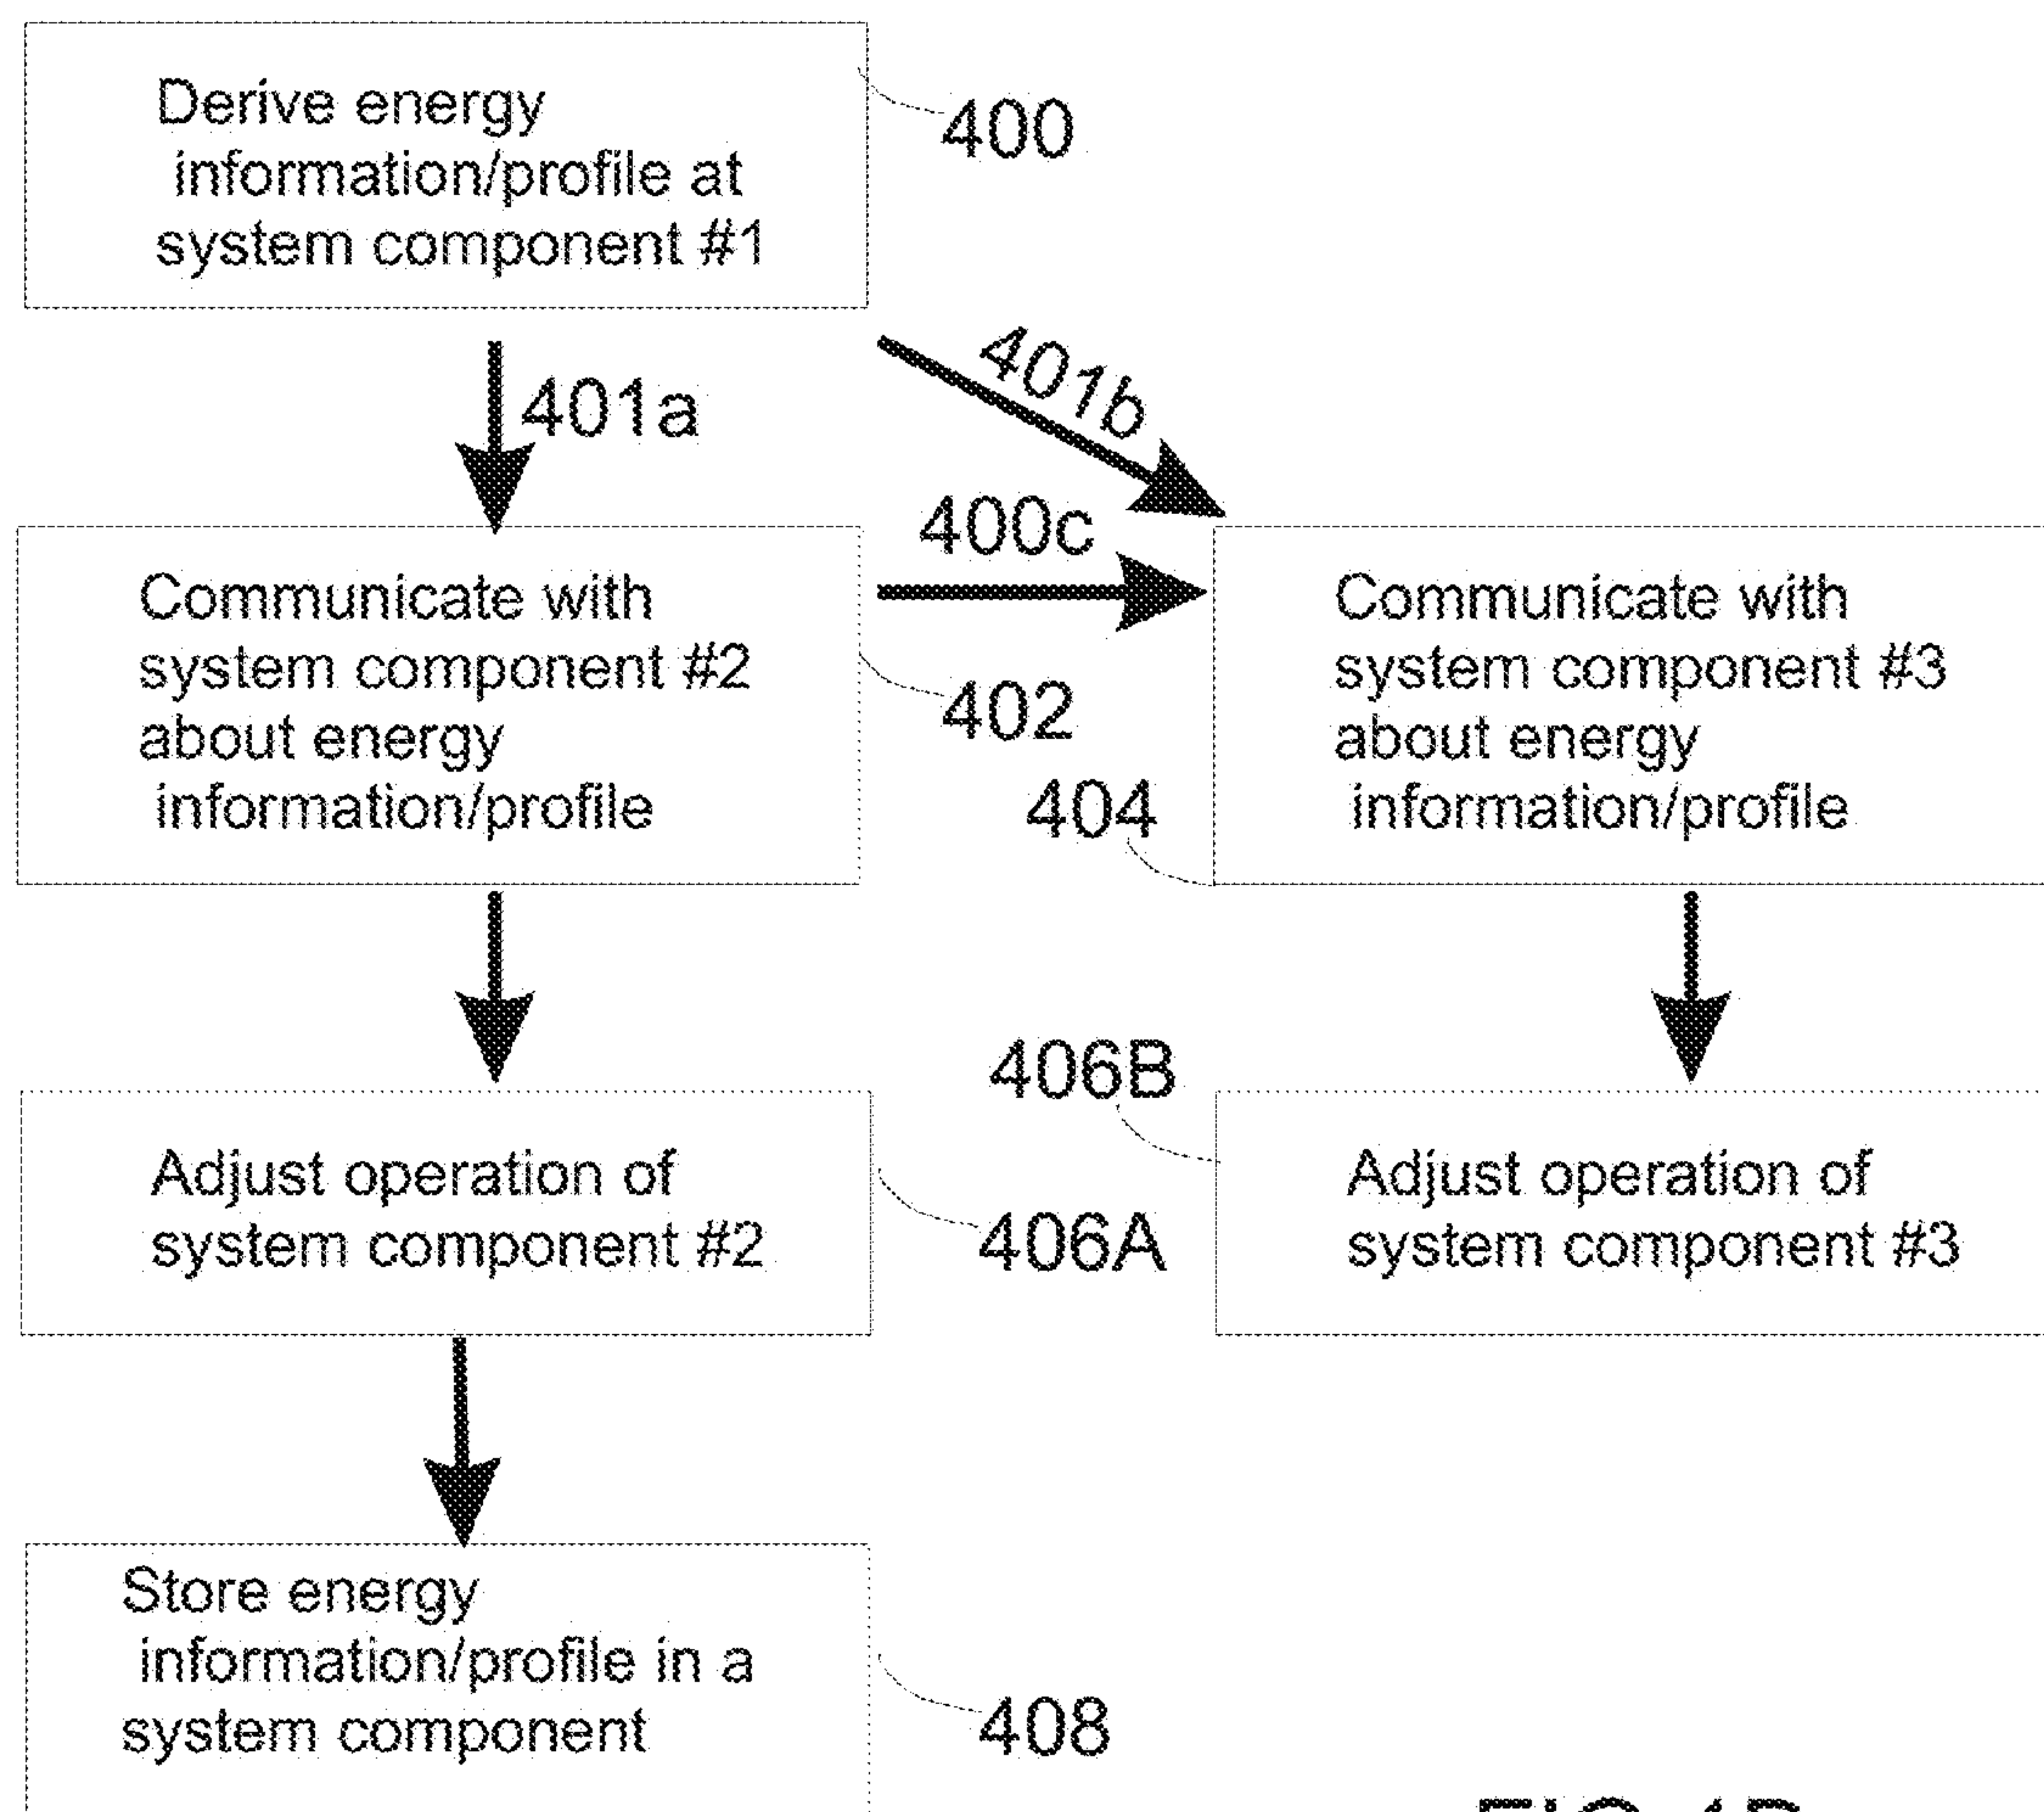 Derive energy
information/profile at
system component #1
400
401a
401b
400c
Communicate with
system component #2
about energy
information/profile
402
404
Communicate with
system component #3
about energy
information/profile
Adjust operation of
system component #2
406A
406B
Adjust operation of
system component #3
Store energy
information/profile in a
system component
408